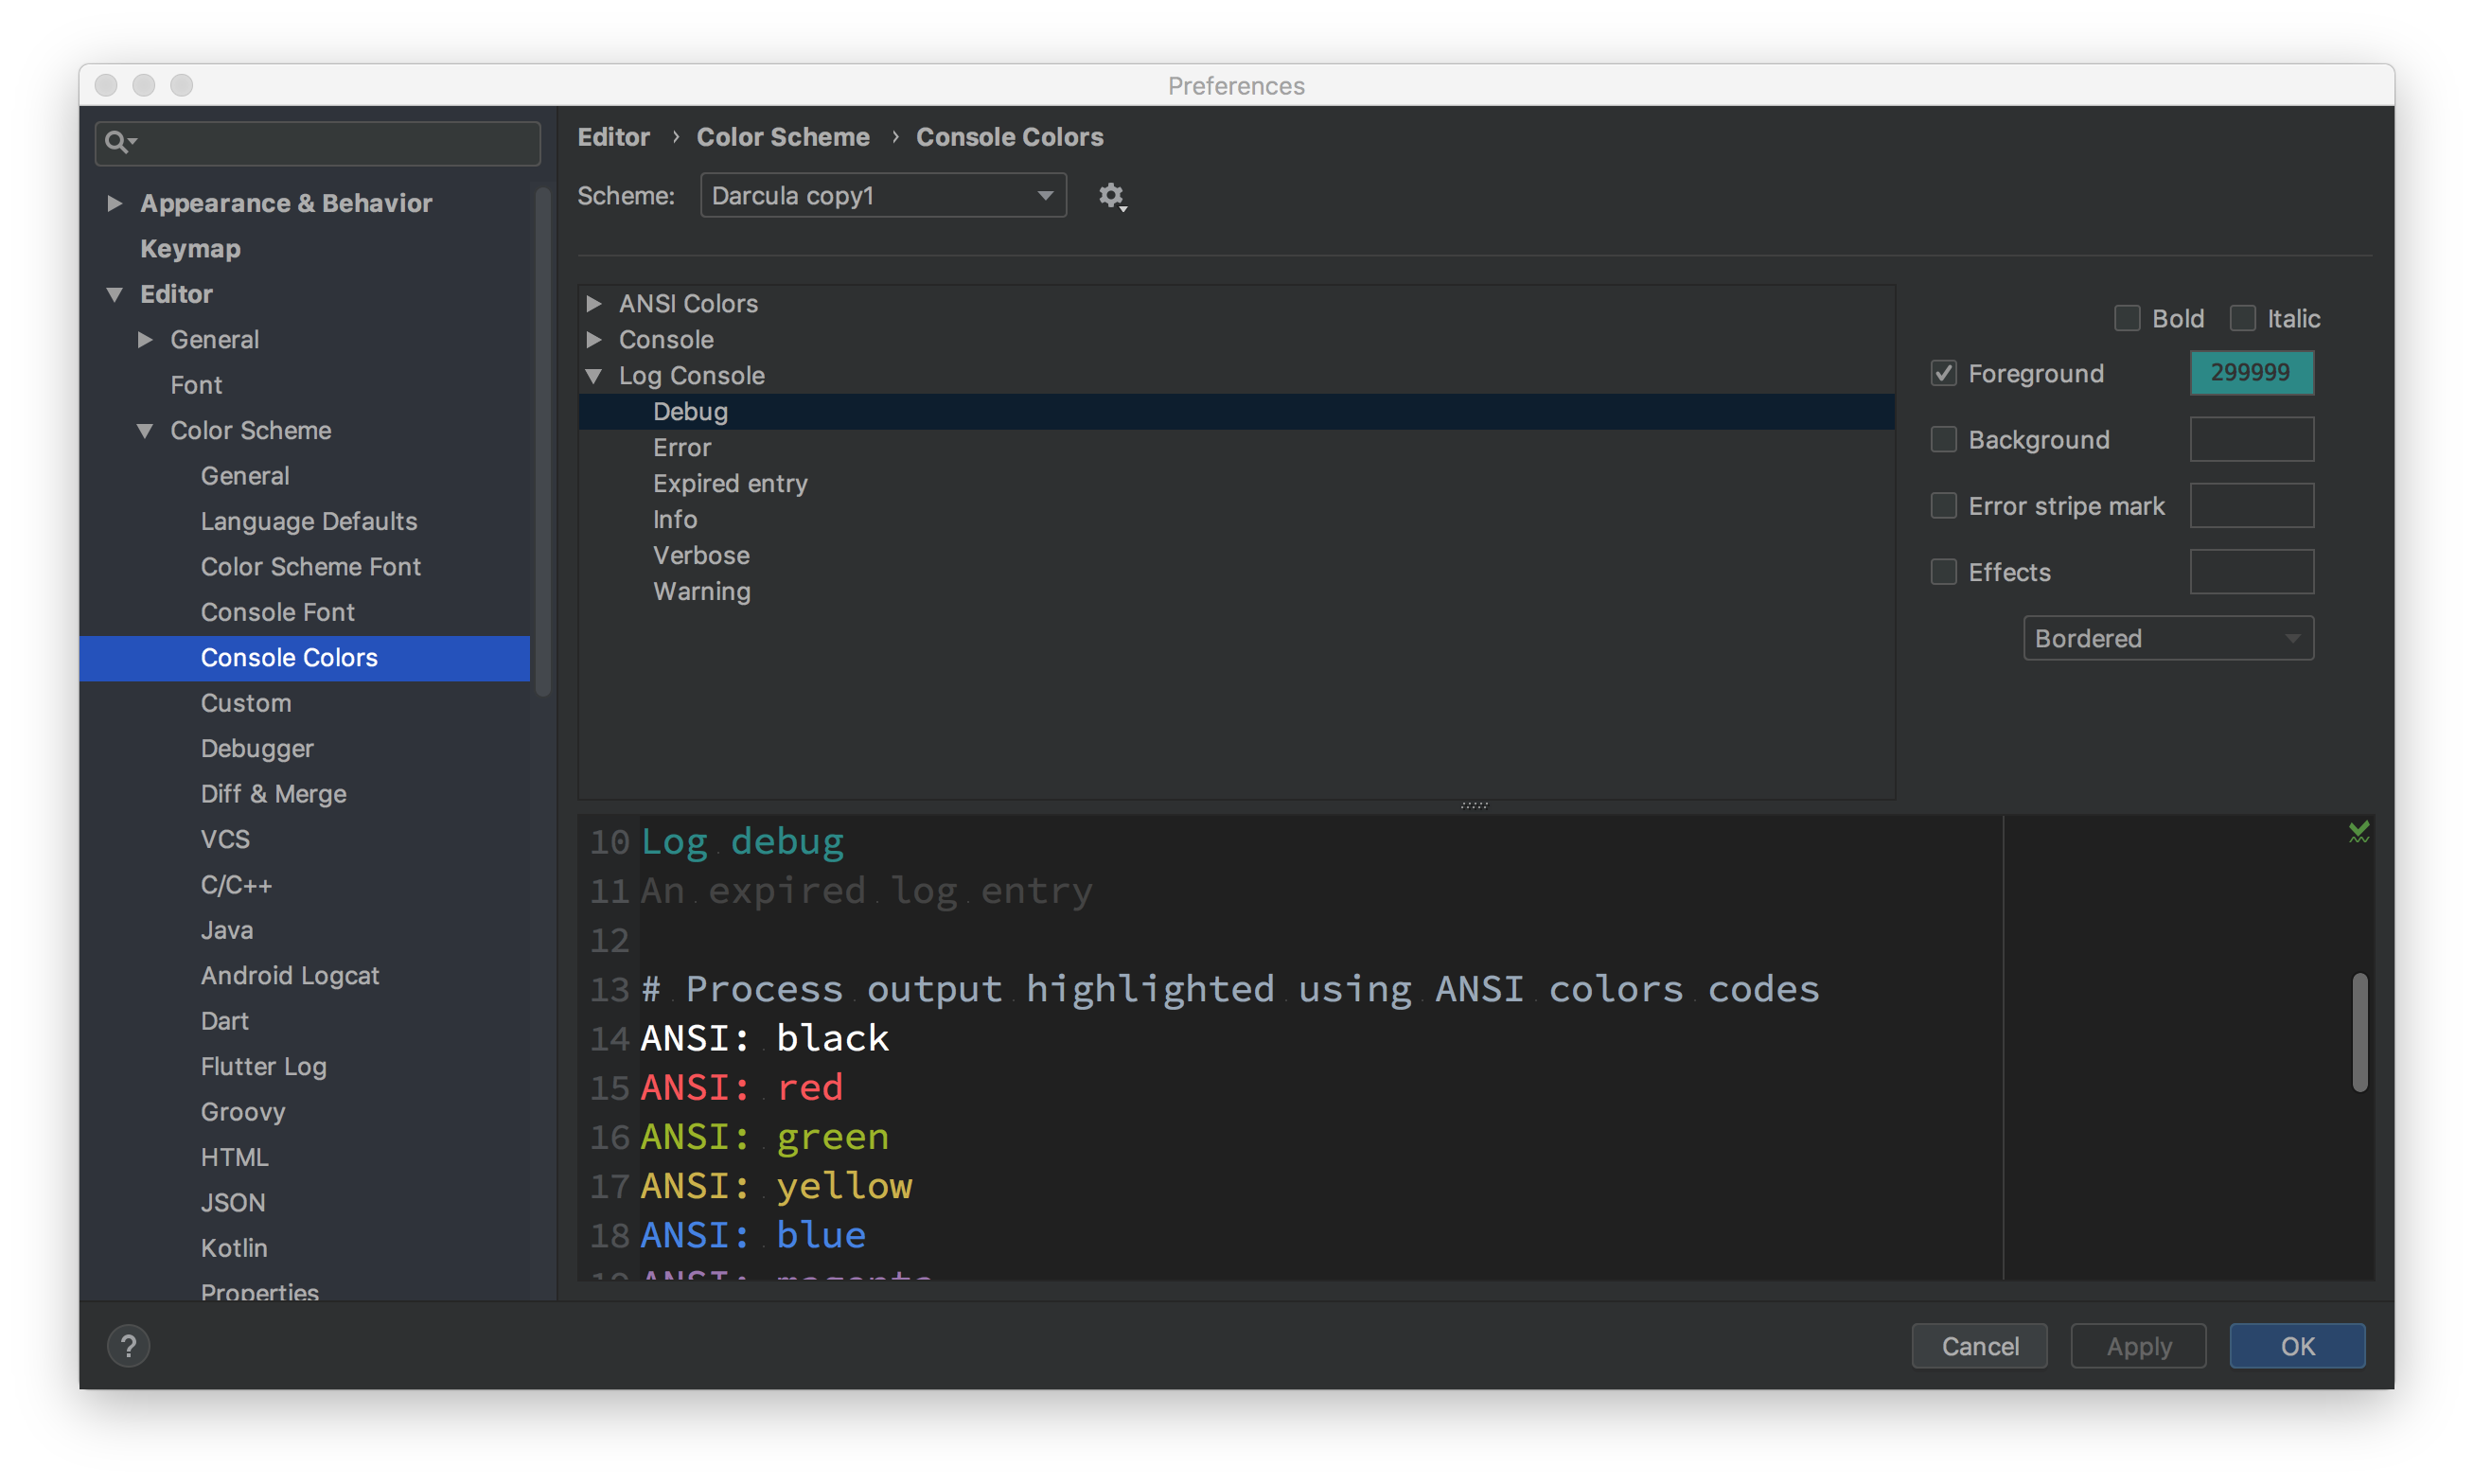 Preferences
Appearance & Behavior
Keymap
Editor
General
Font
Color Scheme
General
Language Defaults
Color Scheme Font
Console Font
Console Colors
Custom
Debugger
Diff & Merge
VCS
C/C++
Java
Android Logcat
Dart
Flutter Log
Groovy
HTML
JSON
Kotlin
Properties
Editor › Color Scheme › Console Colors
Scheme: Darcula copy1
ANSI Colors
Console
Log Console
Debug
Error
Expired entry
Info
Verbose
Warning
Bold Italic
Foreground 299999
Background
Error stripe mark
Effects
Bordered
10 Log debug
11 An expired log entry
12
13 # Process output highlighted using ANSI colors codes
14 ANSI: black
15 ANSI: red
16 ANSI: green
17 ANSI: yellow
18 ANSI: blue
19 ANSI: magenta
? Cancel Apply OK